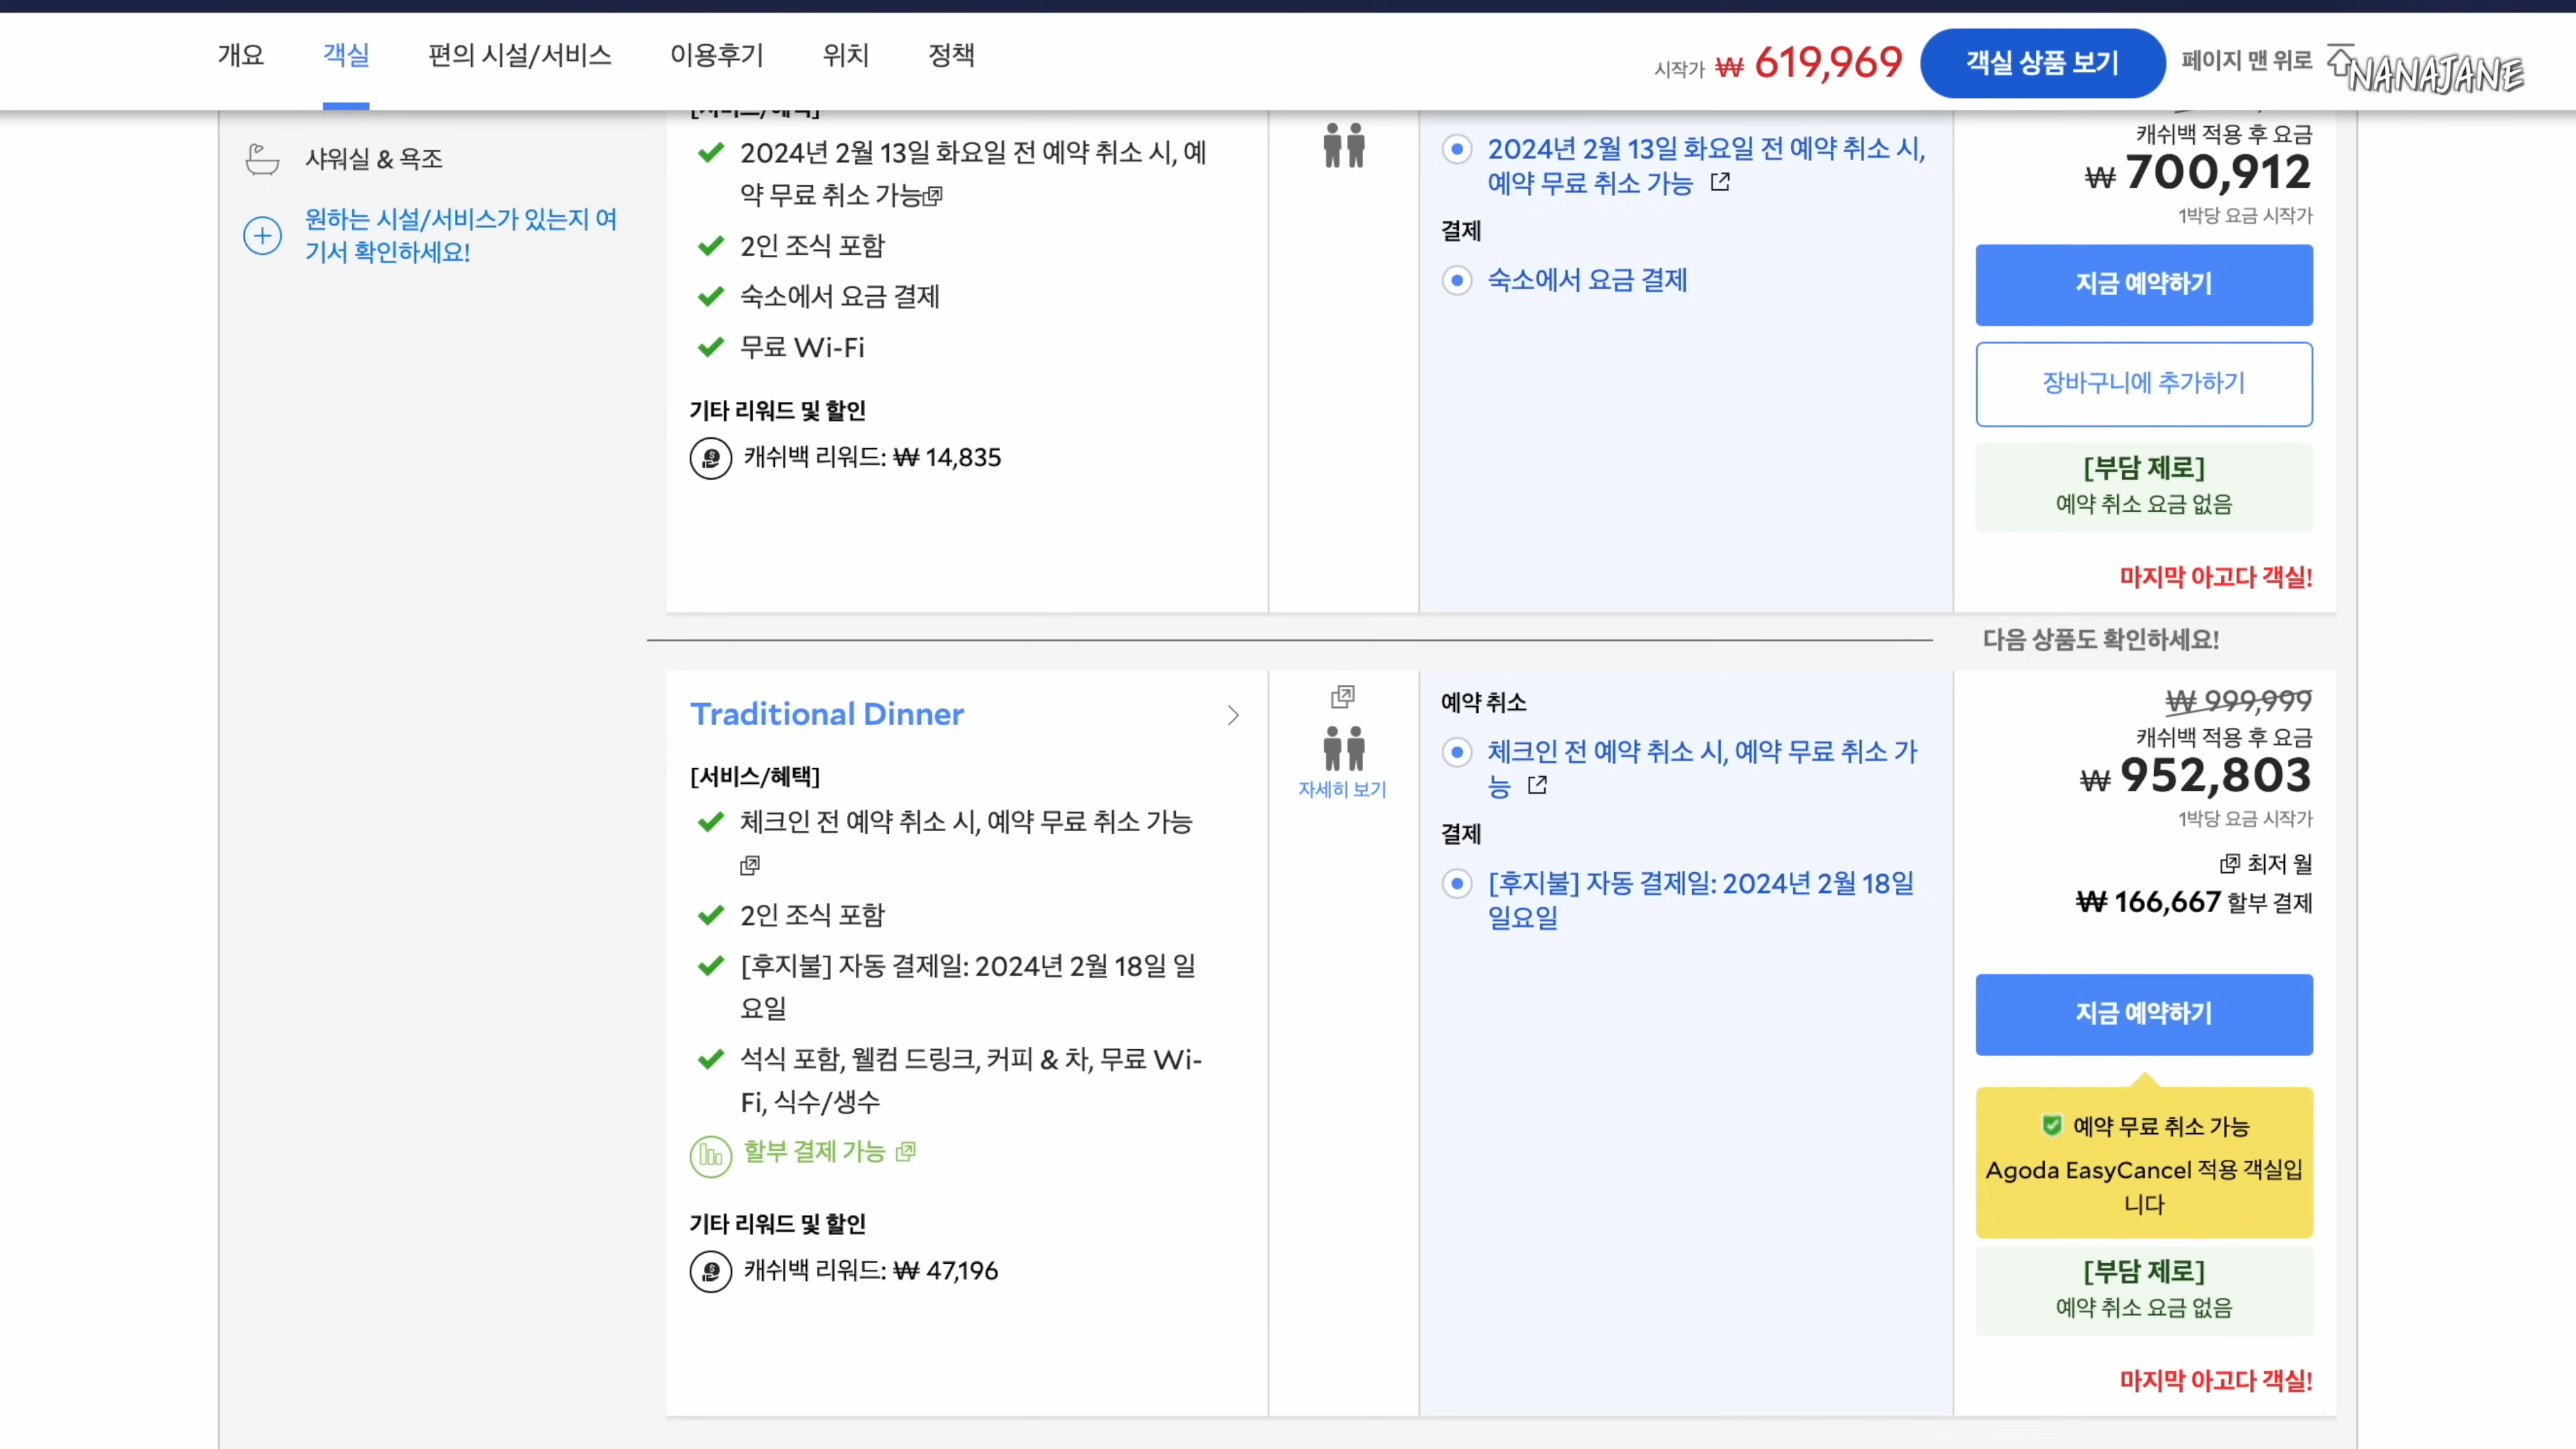 개요 객실 편의 시설/서비스 이용후기 위치 정책 시작가 ₩ 619,969 객실 상품 보기 페이지 맨 위로
NANAJANE
샤워실 & 욕조
원하는 시설/서비스가 있는지 여
기서 확인하세요!
[서비스/혜택]
2024년 2월 13일 화요일 전 예약 취소 시, 예
약 무료 취소 가능
2인 조식 포함
숙소에서 요금 결제
무료 Wi-Fi
기타 리워드 및 할인
캐쉬백 리워드: ₩ 14,835
2024년 2월 13일 화요일 전 예약 취소 시,
예약 무료 취소 가능
결제
숙소에서 요금 결제
캐쉬백 적용 후 요금
₩ 700,912
1박당 요금 시작가
지금 예약하기
장바구니에 추가하기
[부담 제로]
예약 취소 요금 없음
마지막 아고다 객실!
다음 상품도 확인하세요!
Traditional Dinner
[서비스/혜택]
체크인 전 예약 취소 시, 예약 무료 취소 가능
2인 조식 포함
[후지불] 자동 결제일: 2024년 2월 18일 일
요일
석식 포함, 웰컴 드링크, 커피 & 차, 무료 Wi-
Fi, 식수/생수
할부 결제 가능
기타 리워드 및 할인
캐쉬백 리워드: ₩ 47,196
자세히 보기
예약 취소
체크인 전 예약 취소 시, 예약 무료 취소 가
능
결제
[후지불] 자동 결제일: 2024년 2월 18일
일요일
₩ 999,999
캐쉬백 적용 후 요금
₩ 952,803
1박당 요금 시작가
최저 월
₩ 166,667 할부 결제
지금 예약하기
예약 무료 취소 가능
Agoda EasyCancel 적용 객실입
니다
[부담 제로]
예약 취소 요금 없음
마지막 아고다 객실!